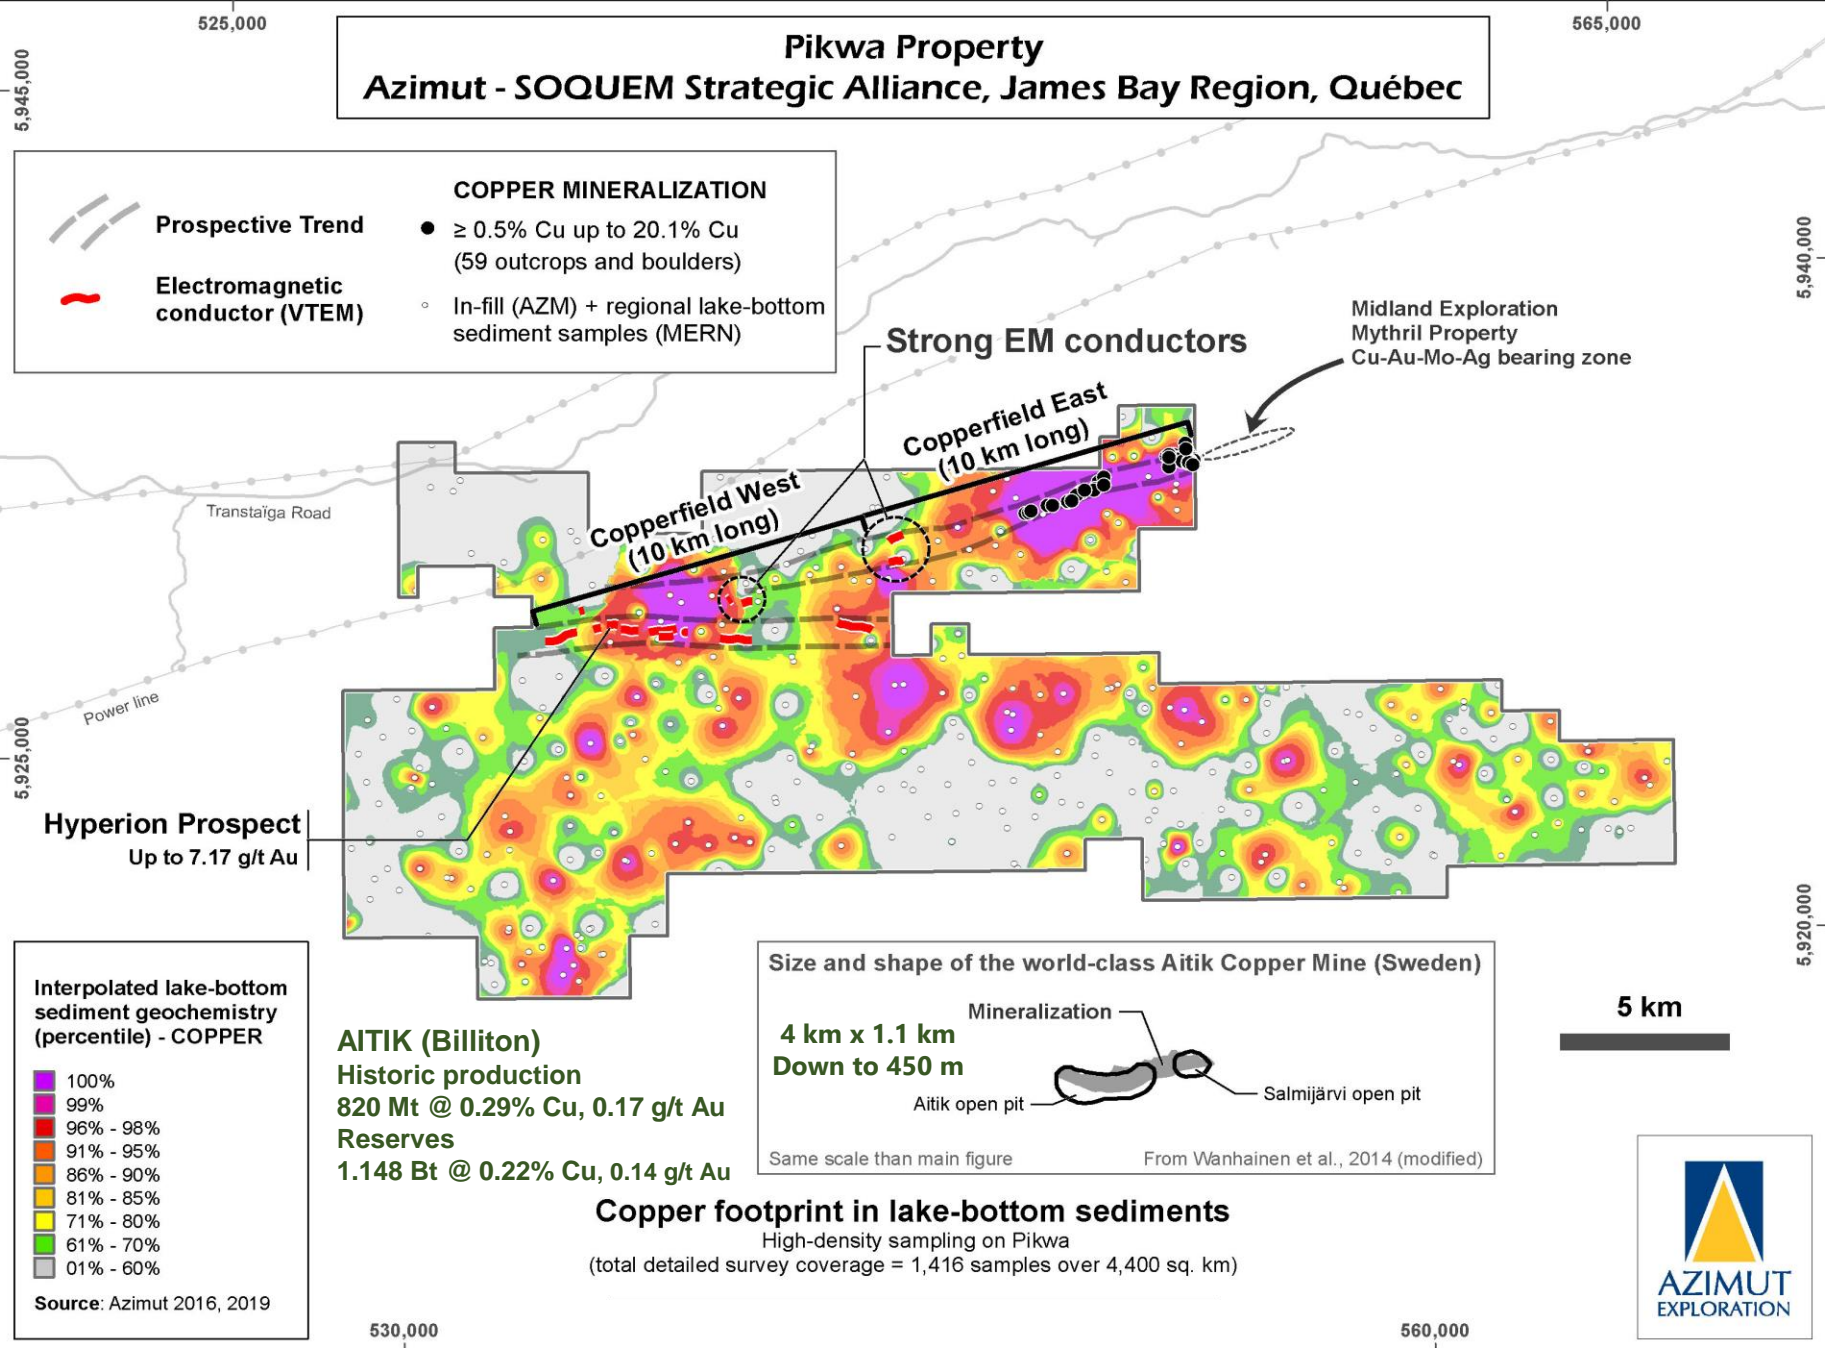 525,000
565,000
Pikwa Property
Azimut - SOQUEM Strategic Alliance, James Bay Region, Québec
5,945,000
5,940,000
Prospective Trend
Electromagnetic
conductor (VTEM)
COPPER MINERALIZATION
≥ 0.5% Cu up to 20.1% Cu
(59 outcrops and boulders)
In-fill (AZM) + regional lake-bottom
sediment samples (MERN)
Strong EM conductors
Midland Exploration
Mythril Property
Cu-Au-Mo-Ag bearing zone
Copperfield East
(10 km long)
Copperfield West
(10 km long)
Transtaïga Road
Power line
5,925,000
Hyperion Prospect
Up to 7.17 g/t Au
5,920,000
Interpolated lake-bottom
sediment geochemistry
(percentile) - COPPER
100%
99%
96% - 98%
91% - 95%
86% - 90%
81% - 85%
71% - 80%
61% - 70%
01% - 60%
Source: Azimut 2016, 2019
AITIK (Billiton)
Historic production
820 Mt @ 0.29% Cu, 0.17 g/t Au
Reserves
1.148 Bt @ 0.22% Cu, 0.14 g/t Au
Size and shape of the world-class Aitik Copper Mine (Sweden)
Mineralization
4 km x 1.1 km
Down to 450 m
Aitik open pit
Salmijärvi open pit
Same scale than main figure
From Wanhainen et al., 2014 (modified)
5 km
Copper footprint in lake-bottom sediments
High-density sampling on Pikwa
(total detailed survey coverage = 1,416 samples over 4,400 sq. km)
AZIMUT
EXPLORATION
530,000
560,000